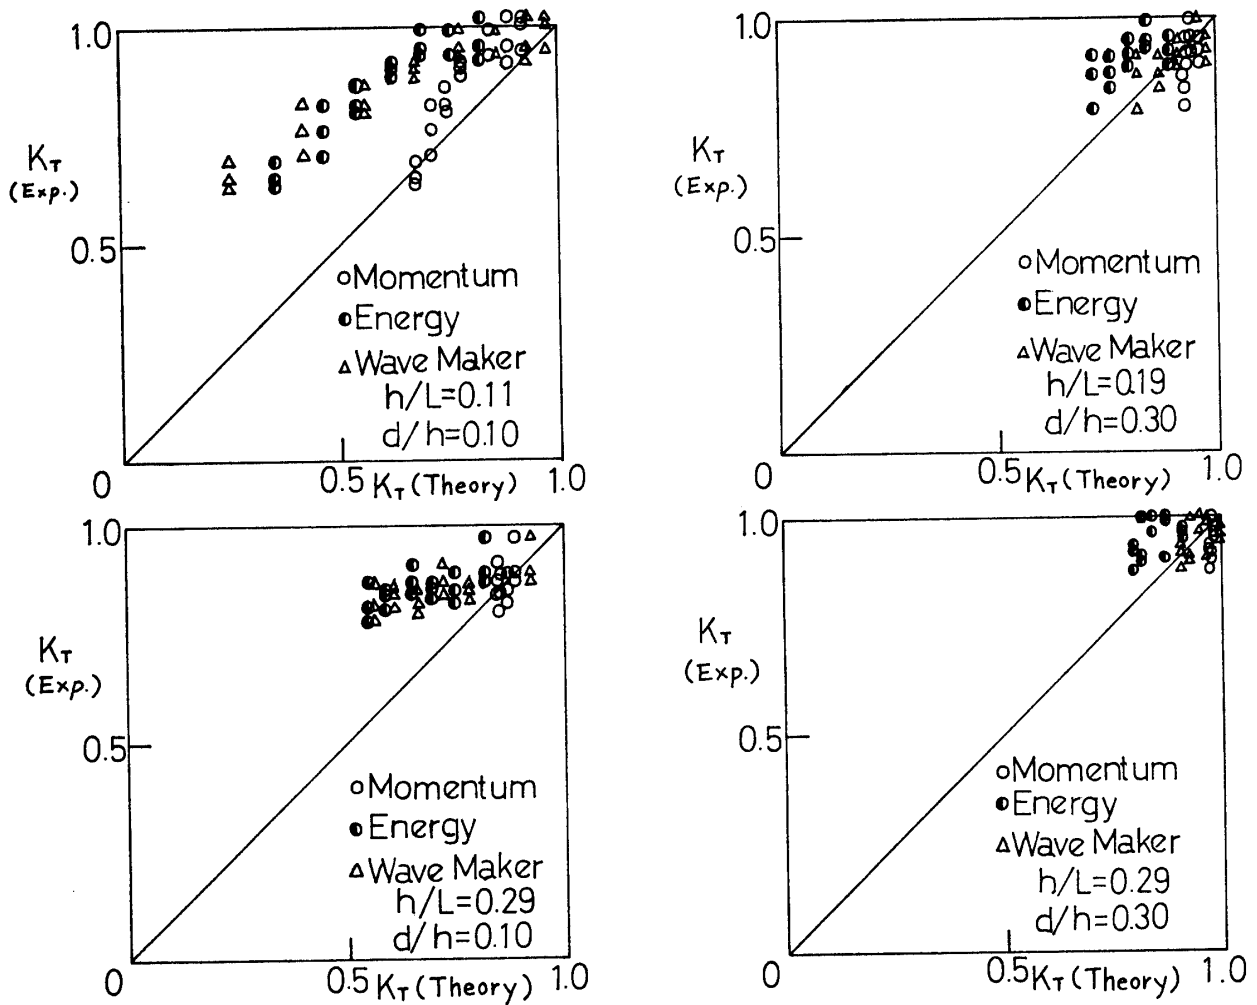 1.0
K_T
(Exp.)
0.5
Momentum
Energy
Wave Maker
h/L=0.11
d/h=0.10
0
0.5
K_T (Theory)
1.0
1.0
K_T
(Exp.)
0.5
Momentum
Energy
Wave Maker
h/L=0.19
d/h=0.30
0
0.5
K_T (Theory)
1.0
1.0
K_T
(Exp.)
0.5
Momentum
Energy
Wave Maker
h/L=0.29
d/h=0.10
0
0.5
K_T (Theory)
1.0
1.0
K_T
(Exp.)
0.5
Momentum
Energy
Wave Maker
h/L=0.29
d/h=0.30
0
0.5
K_T (Theory)
1.0